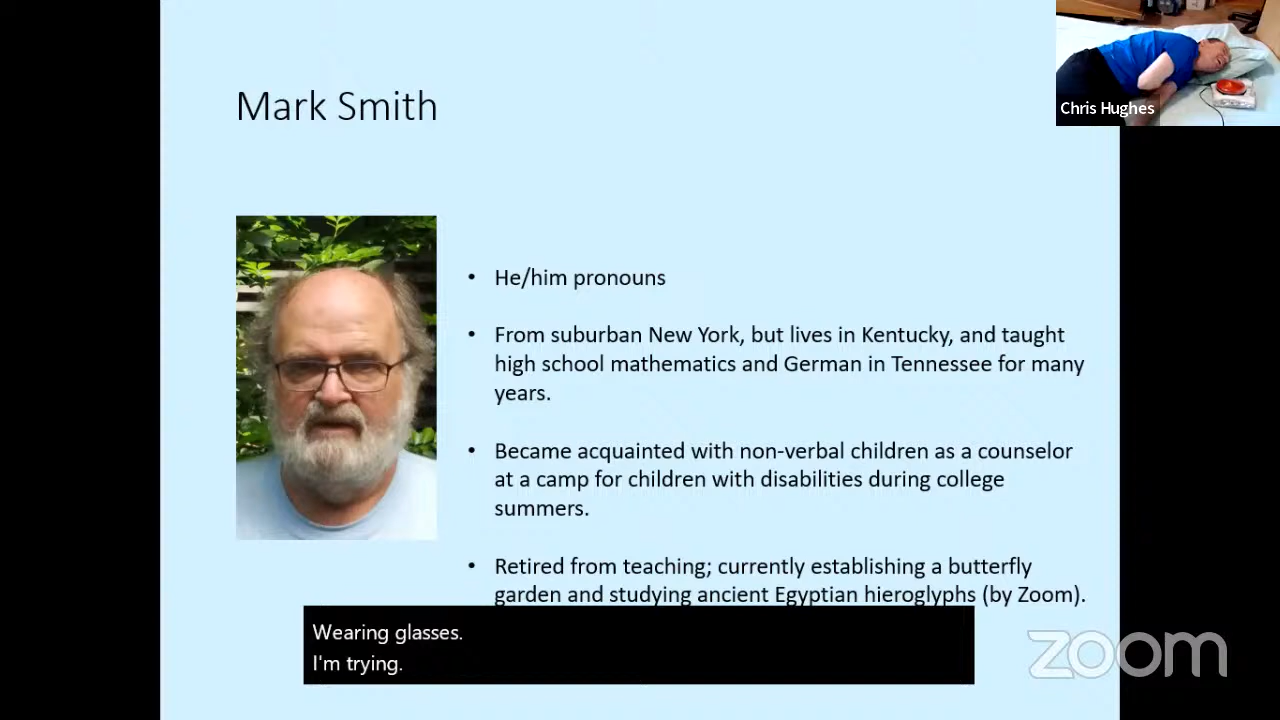 Mark Smith
Chris Hughes
• He/him pronouns
• From suburban New York, but lives in Kentucky, and taught
high school mathematics and German in Tennessee for many
years.
• Became acquainted with non-verbal children as a counselor
at a camp for children with disabilities during college
summers.
• Retired from teaching; currently establishing a butterfly
garden and studying ancient Egyptian hieroglyphs (by Zoom).
Wearing glasses.
I'm trying.
zoom